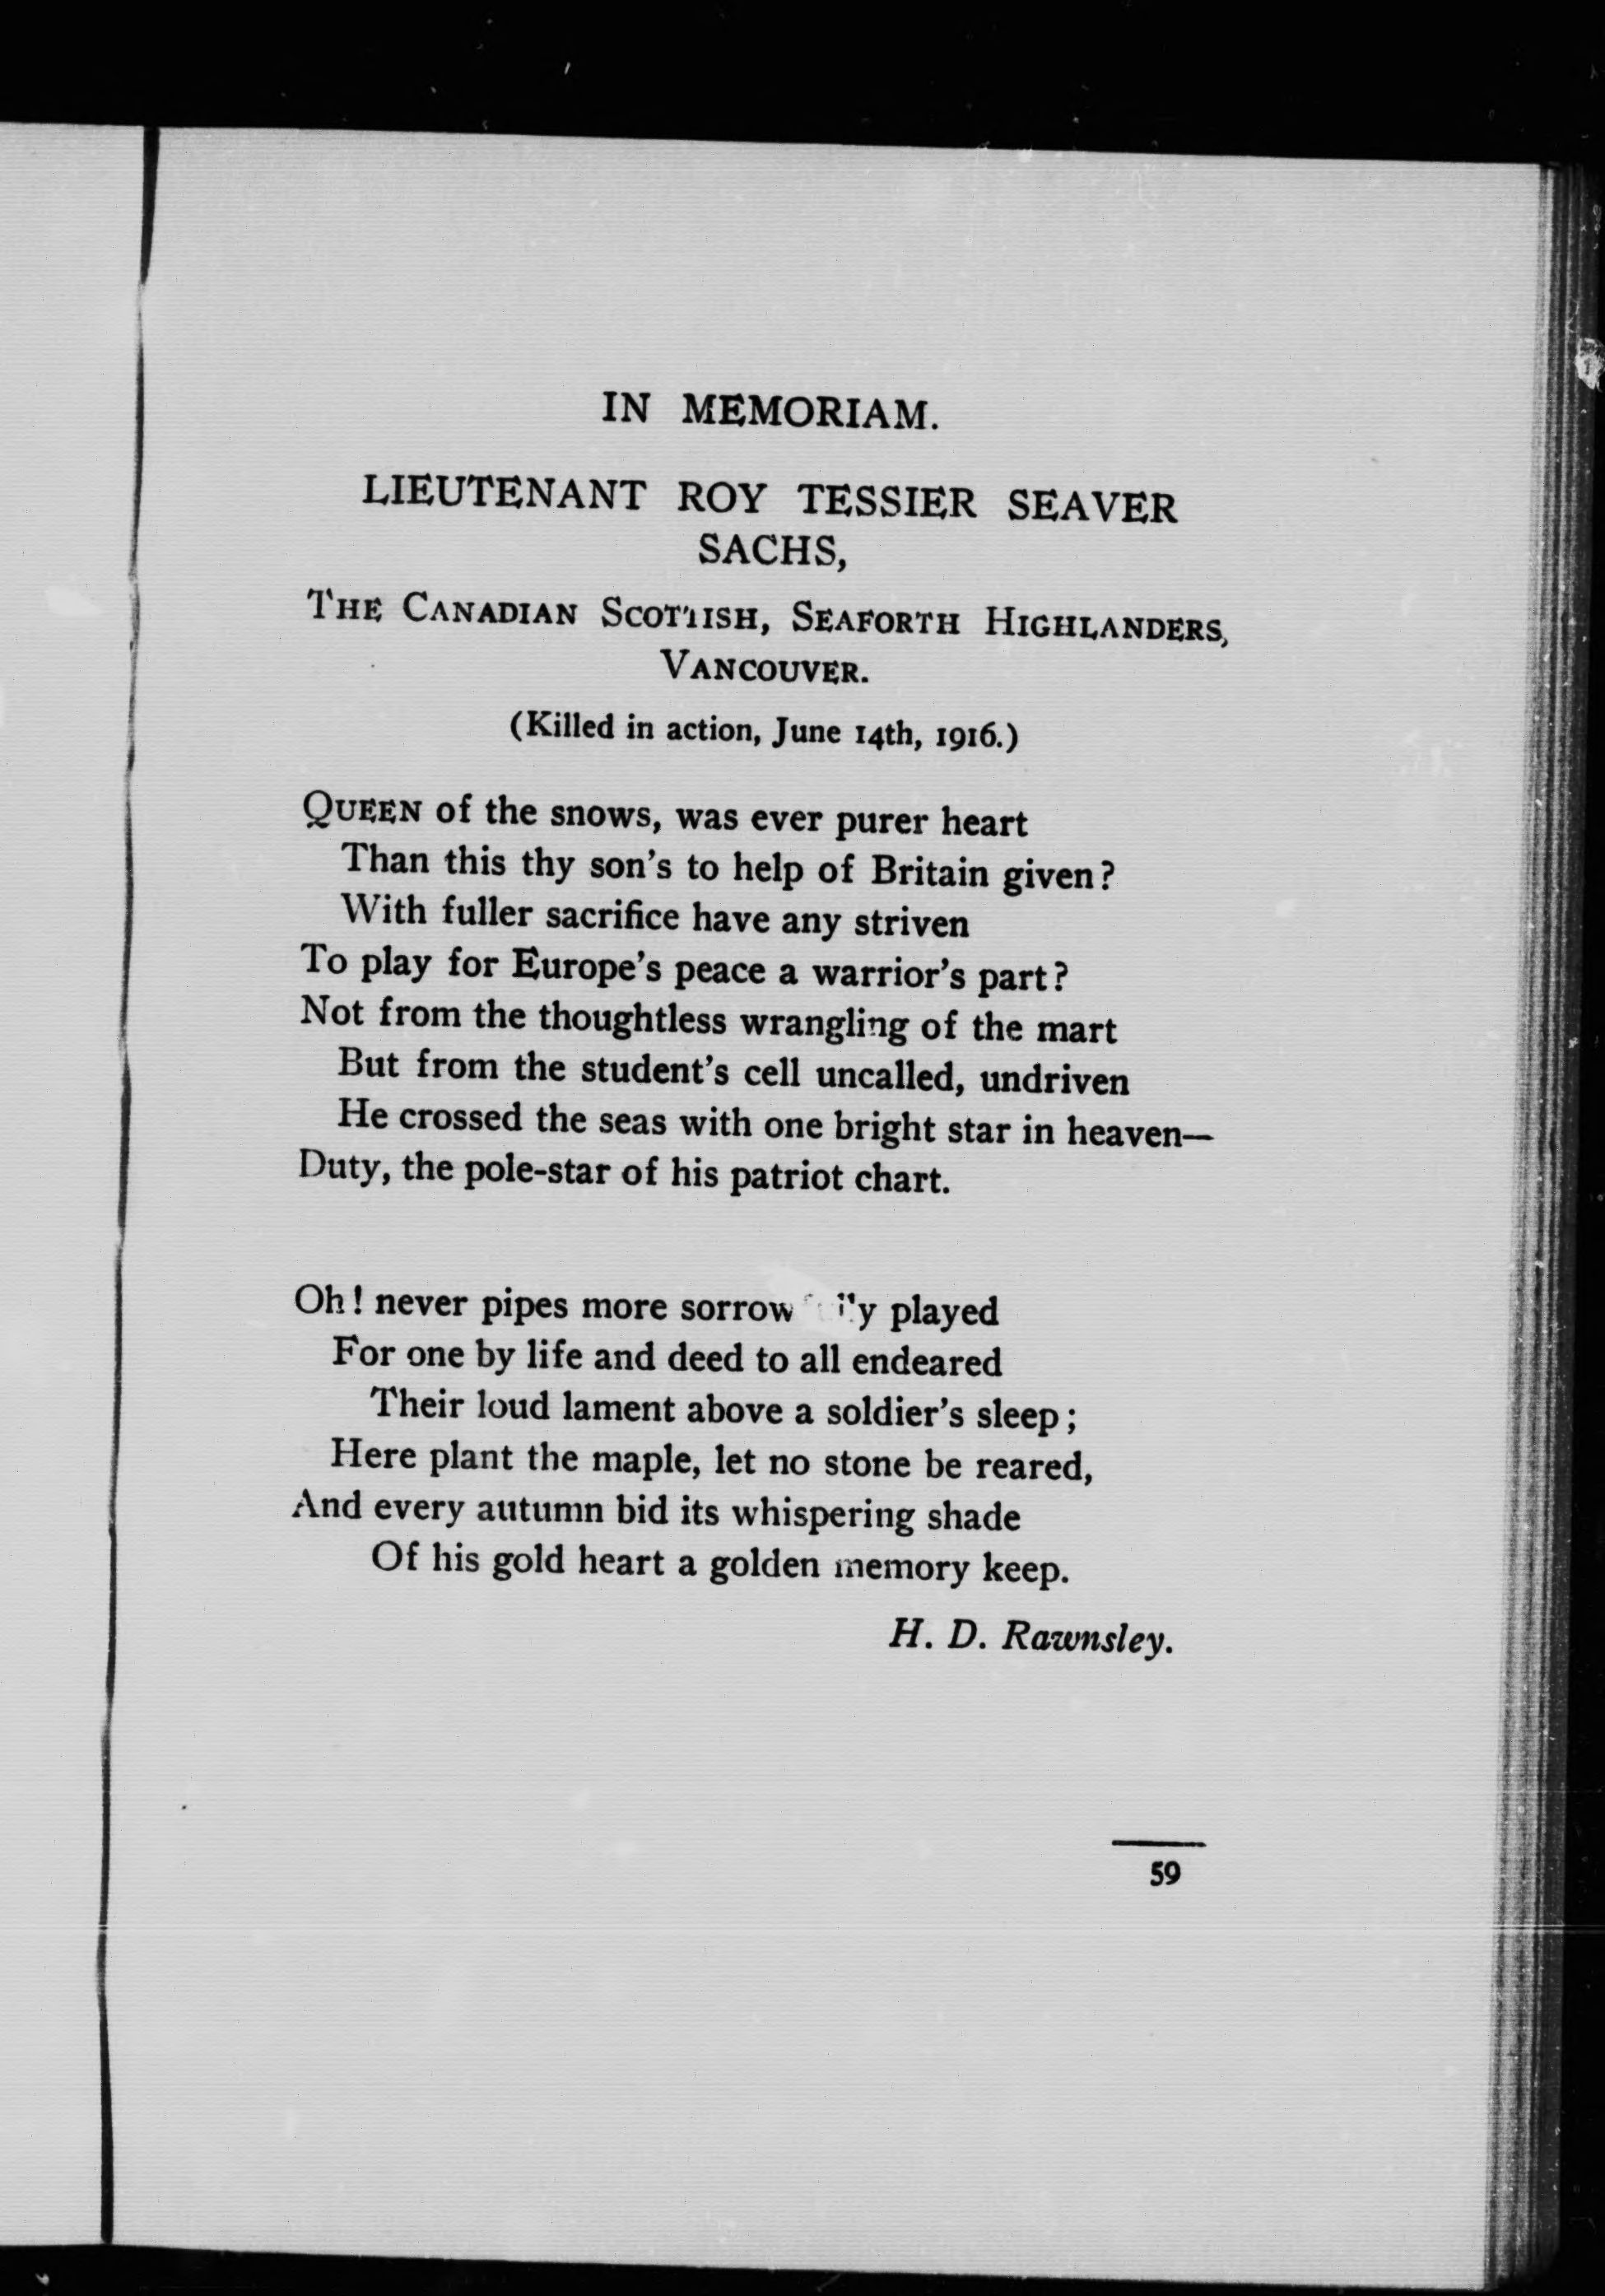 IN MEMORIAM.
LIEUTENANT ROY TESSIER SEAVER
SACHS,
THE CANADIAN SCOTTISH, SEAFORTH HIGHLANDERS,
VANCOUVER.
(Killed in action, June 14th, 1916.)
QUEEN of the snows, was ever purer heart
Than this thy son's to help of Britain given?
With fuller sacrifice have any striven
To play for Europe's peace a warrior's part?
Not from the thoughtless wrangling of the mart
But from the student's cell uncalled, undriven
He crossed the seas with one bright star in heaven—
Duty, the pole-star of his patriot chart.
Oh! never pipes more played
For one by life and deed to all endeared
Their loud lament above a soldier's sleep;
Here plant the maple, let no stone be reared,
And every autumn bid its whispering shade
Of his gold heart a golden memory keep.
H. D. Rawnsley.
59